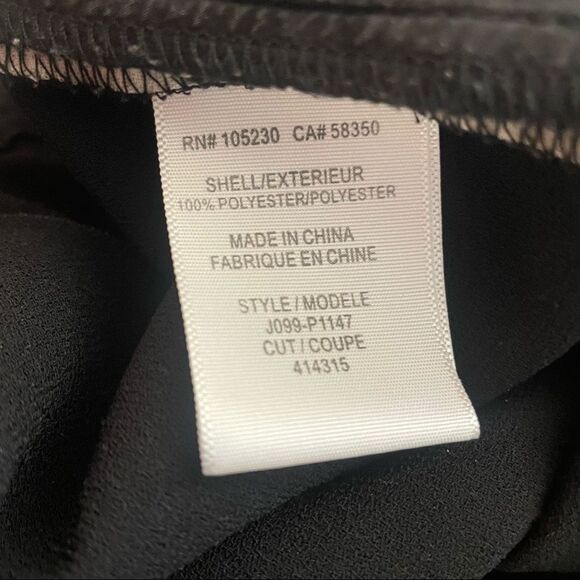 RN# 105230 CA# 58350
SHELL/EXTERIEUR
100% POLYESTER/POLYESTER
MADE IN CHINA
FABRIQUE EN CHINE
STYLE / MODELE
J099-P1147
CUT / COUPE
414315